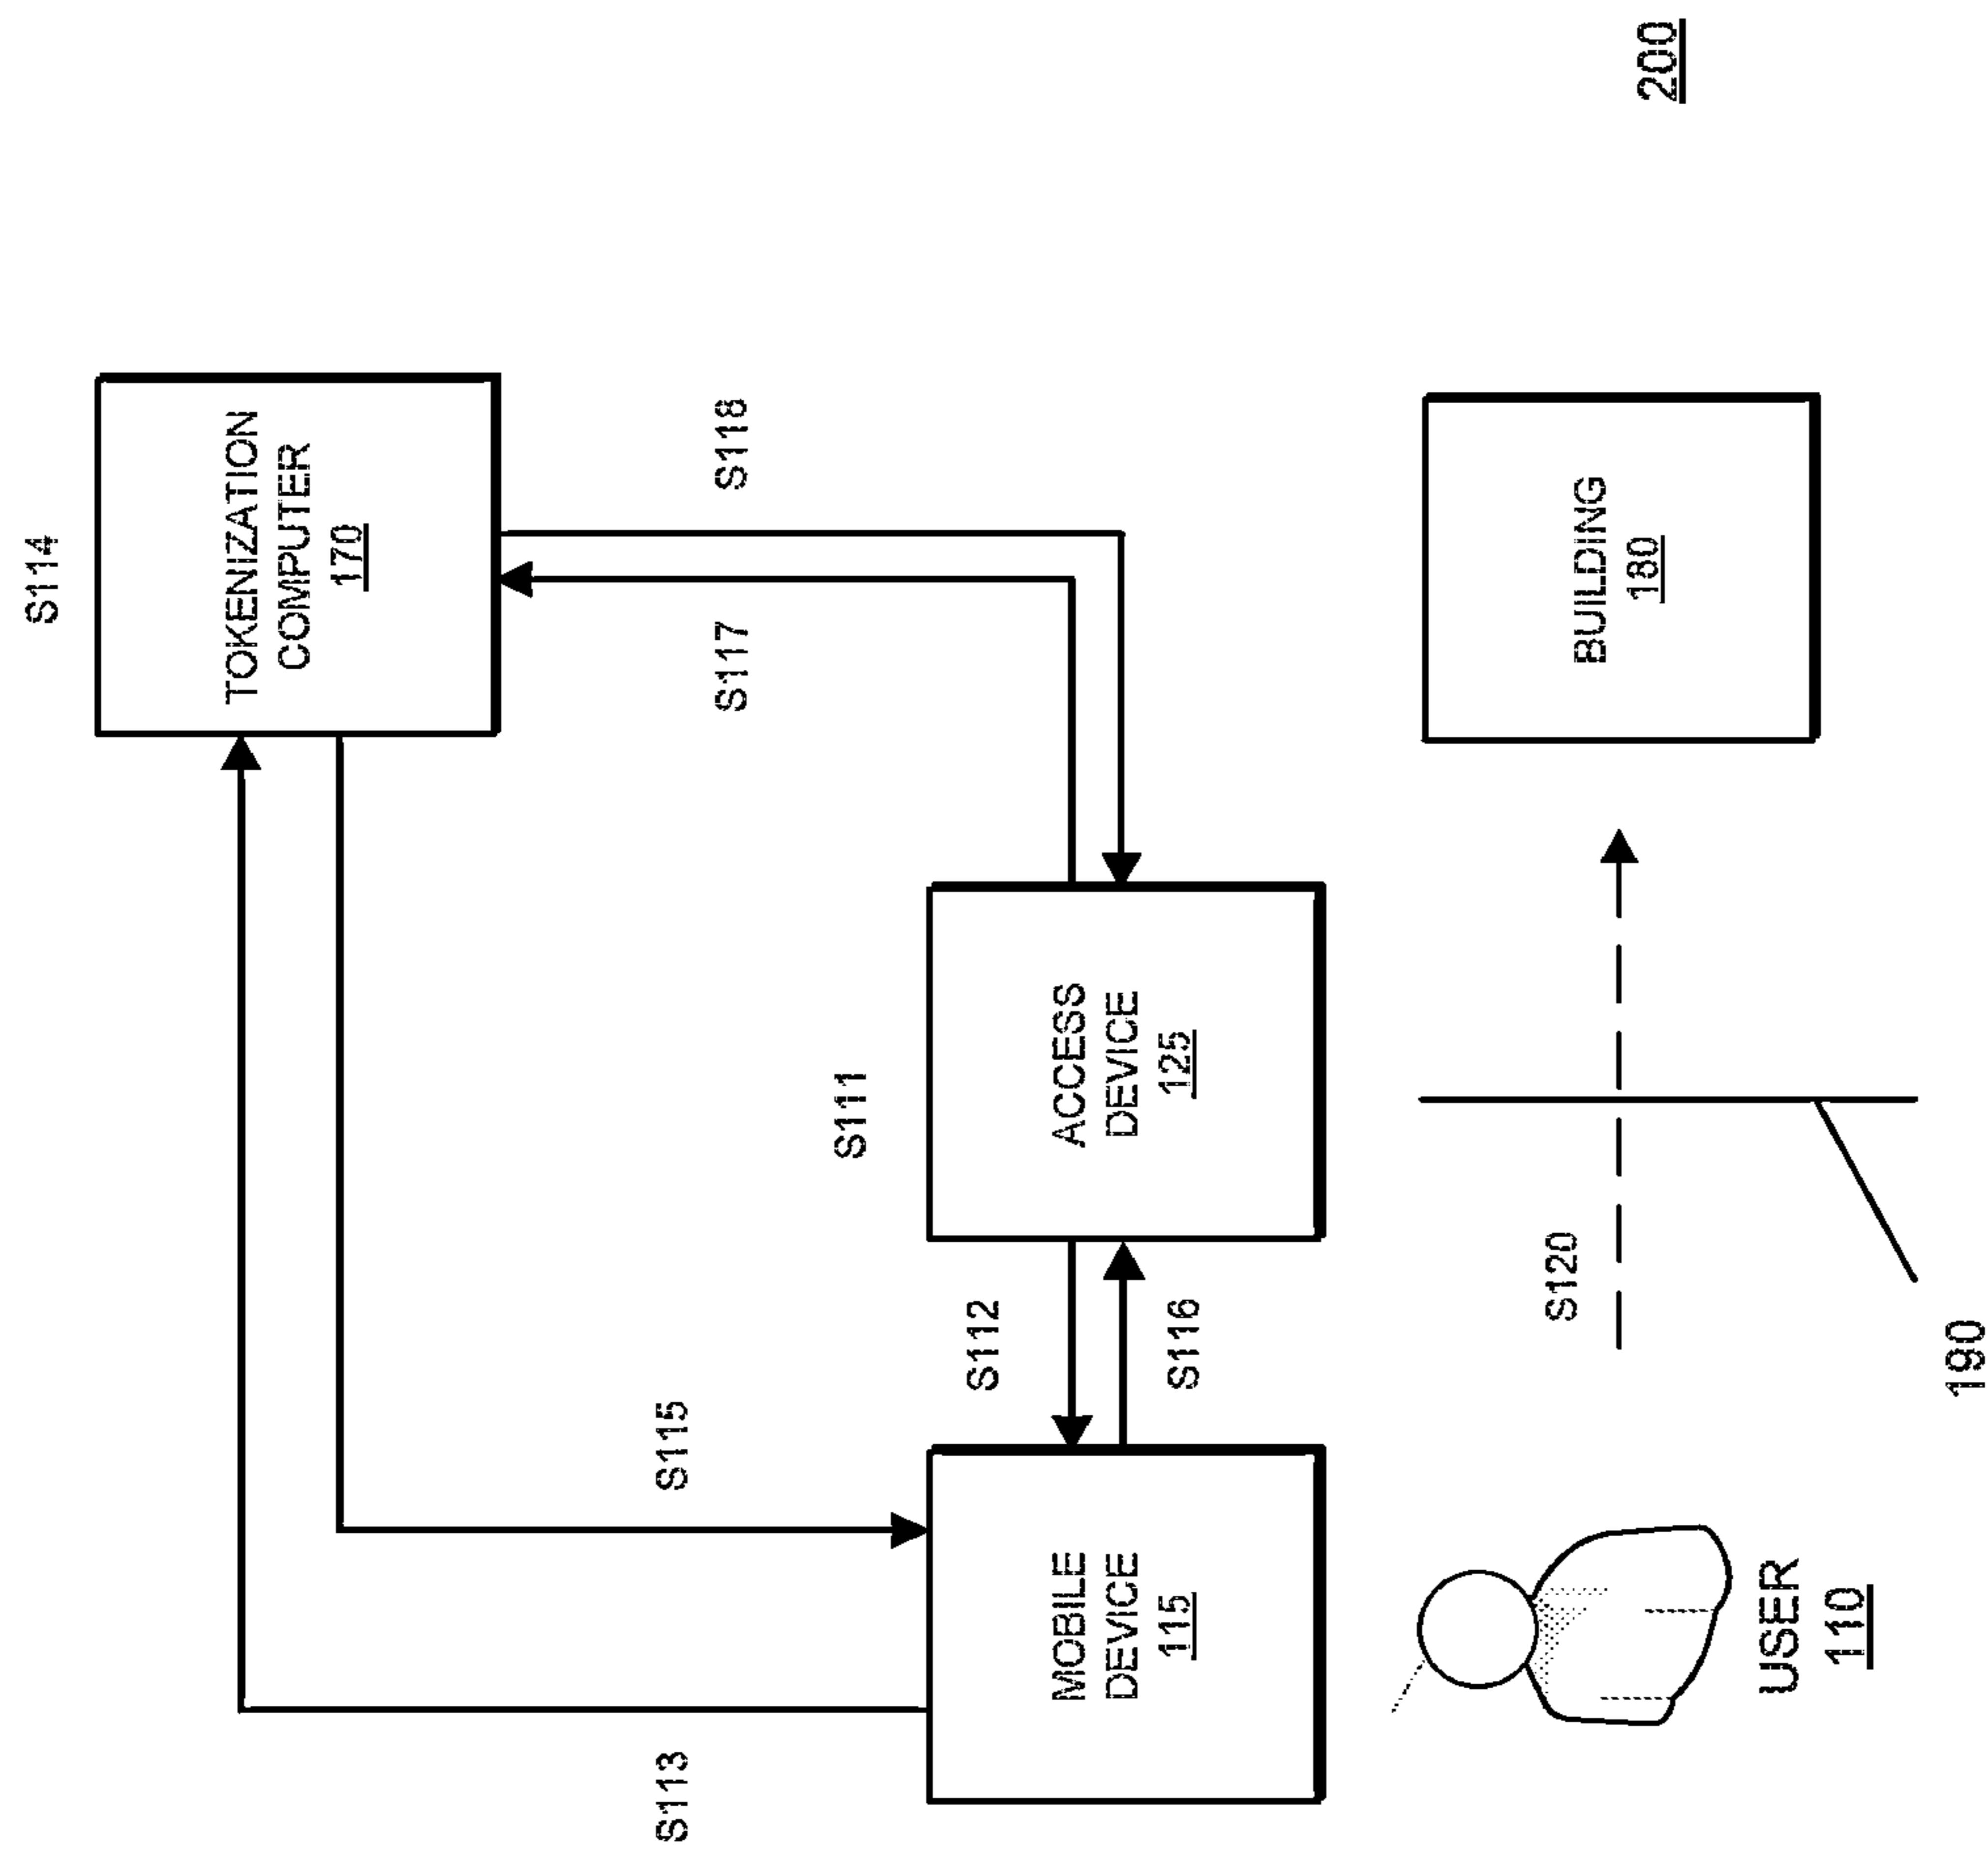 S114
TOKENIZATION
COMPUTER
170
S113
S115
S117
S118
S111
S112
MOBILE
DEVICE
115
ACCESS
DEVICE
125
S116
S120
BUILDING
180
200
USER
110
190